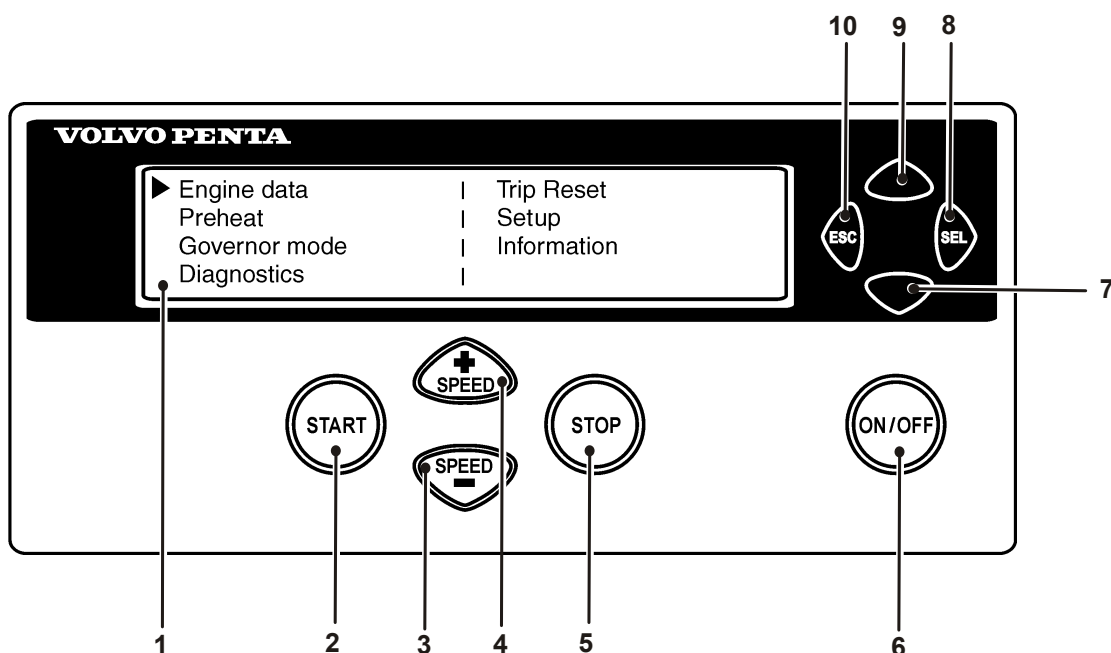 10 9 8
VOLVO PENTA
Engine data | Trip Reset
Preheat | Setup
Governor mode | Information
Diagnostics |
ESC SEL
7
+
SPEED
START
STOP
ON/OFF
SPEED
-
1 2 3 4 5 6